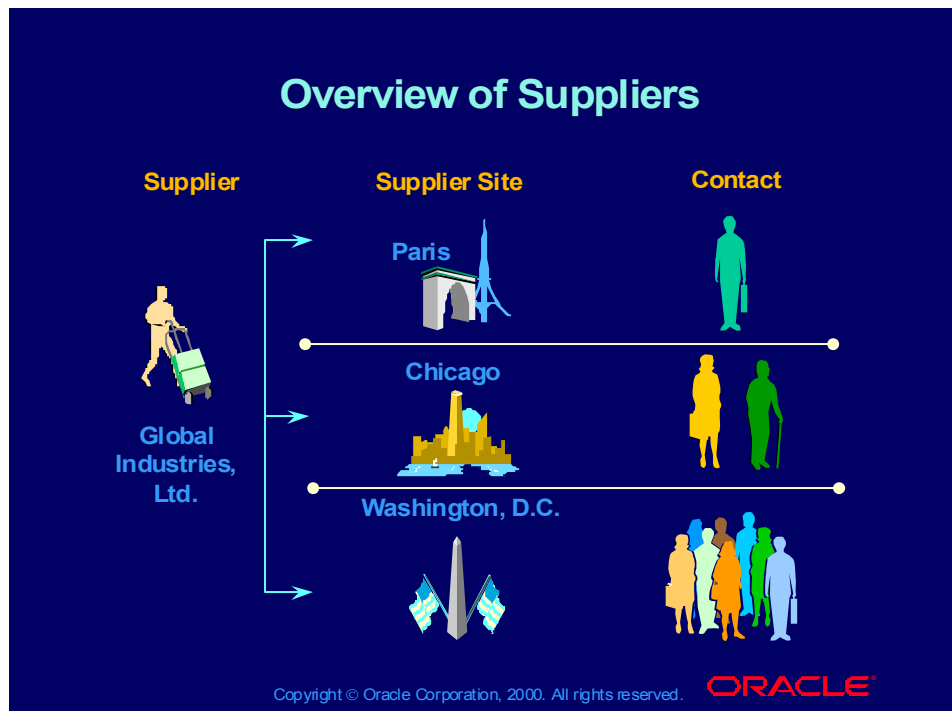 Overview of Suppliers
Supplier
Supplier Site
Contact
Paris
Chicago
Global
Industries,
Ltd.
Washington, D.C.
Copyright © Oracle Corporation, 2000. All rights reserved.
ORACLE®